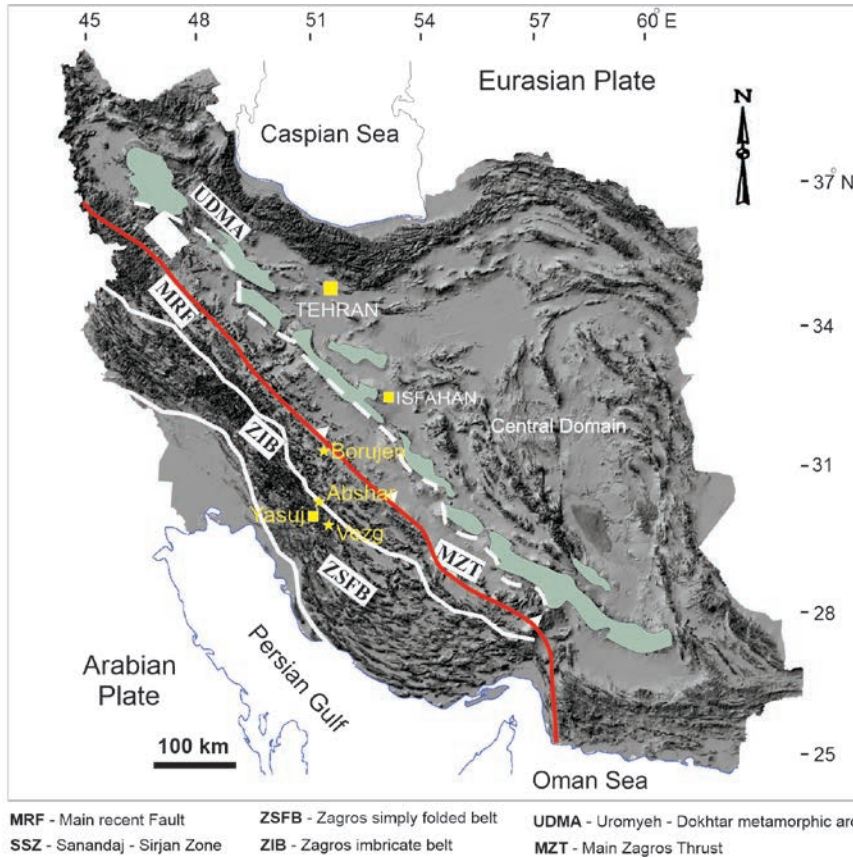 45 48 51 54 57 60 E
Eurasian Plate
N
Caspian Sea
37 N
UDMA
MRF
TEHRAN
34
ISFAHAN
Central Domain
ZIB
Borujen
31
Abshar
Yasuj
Vezg
MZT
ZSFB
28
Persian Gulf
Arabian
Plate
100 km
25
Oman Sea
MRF - Main recent Fault ZSFB - Zagros simply folded belt UDMA - Uromyeh - Dokhtar metamorphic arc
SSZ - Sanandaj - Sirjan Zone ZIB - Zagros imbricate belt MZT - Main Zagros Thrust